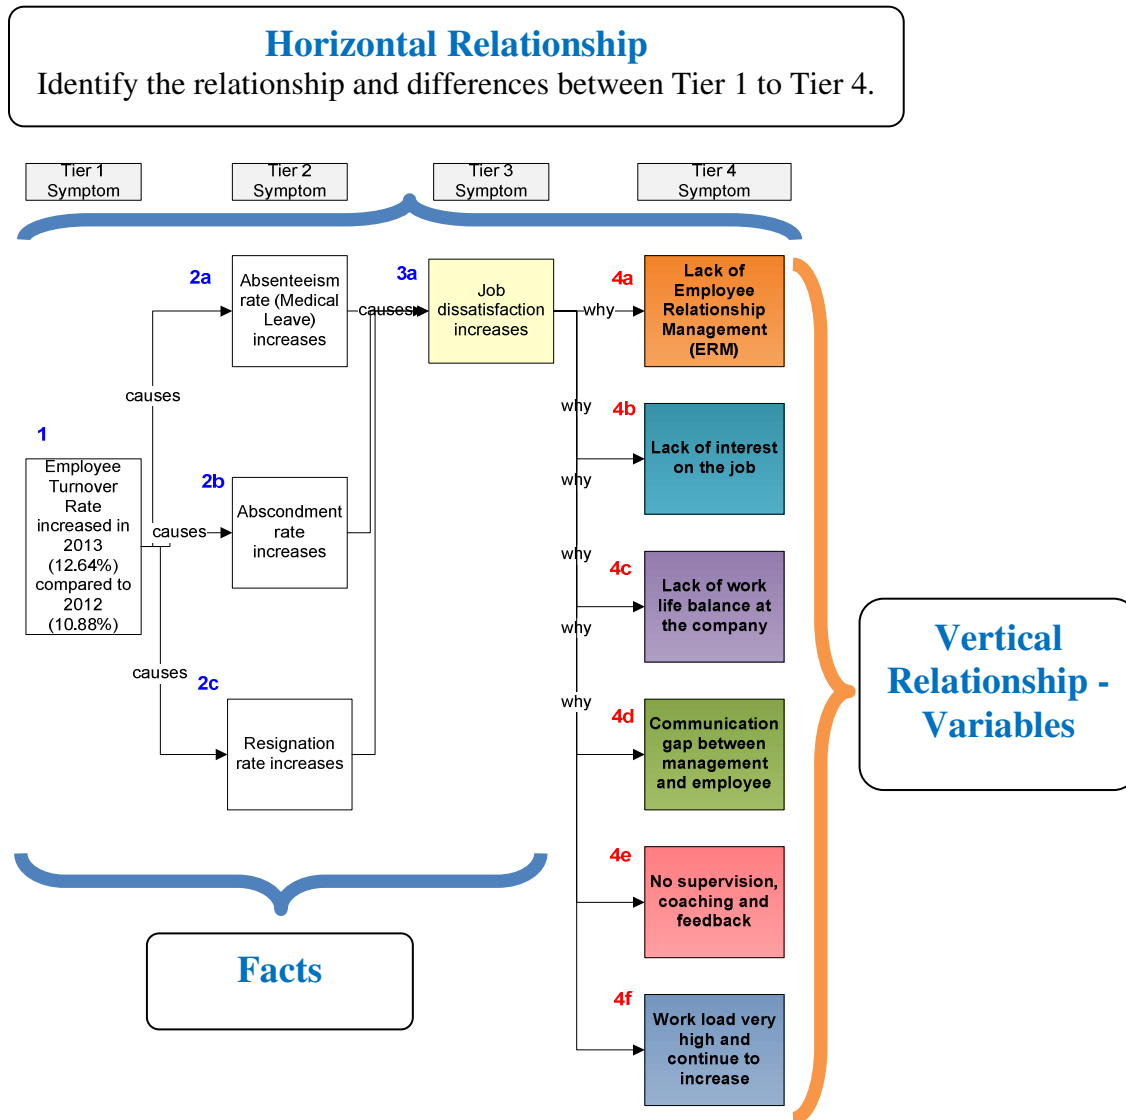 Horizontal Relationship
Identify the relationship and differences between Tier 1 to Tier 4.
Tier 1
Symptom
Tier 2
Symptom
Tier 3
Symptom
Tier 4
Symptom
1
Employee
Turnover
Rate
increased in
2013
(12.64%)
compared to
2012
(10.88%)
causes
causes
causes
2a
Absenteeism
rate (Medical
Leave)
increases
2b
Abscondment
rate
increases
2c
Resignation
rate increases
causes
3a
Job
dissatisfaction
increases
why
why
why
why
why
why
4a
Lack of
Employee
Relationship
Management
(ERM)
4b
Lack of interest
on the job
4c
Lack of work
life balance at
the company
4d
Communication
gap between
management
and employee
4e
No supervision,
coaching and
feedback
4f
Work load very
high and
continue to
increase
Vertical
Relationship -
Variables
Facts